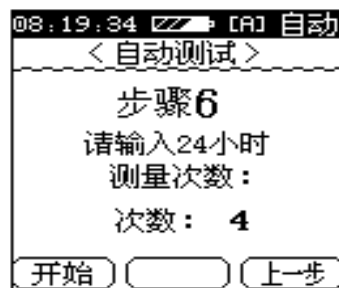 08:19:34 [A] 自动
<自动测试>
步骤6
请输入24小时
测量次数:
次数: 4
开始 上一步